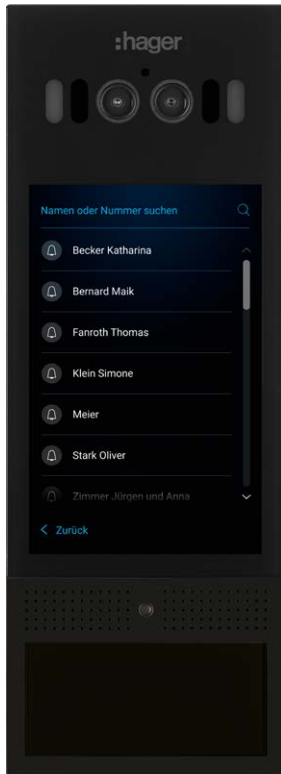 :hager
Namen oder Nummer suchen
Becker Katharina
Bernard Maik
Fanroth Thomas
Klein Simone
Meier
Stark Oliver
Zimmer Jürgen und Anna
Zurück